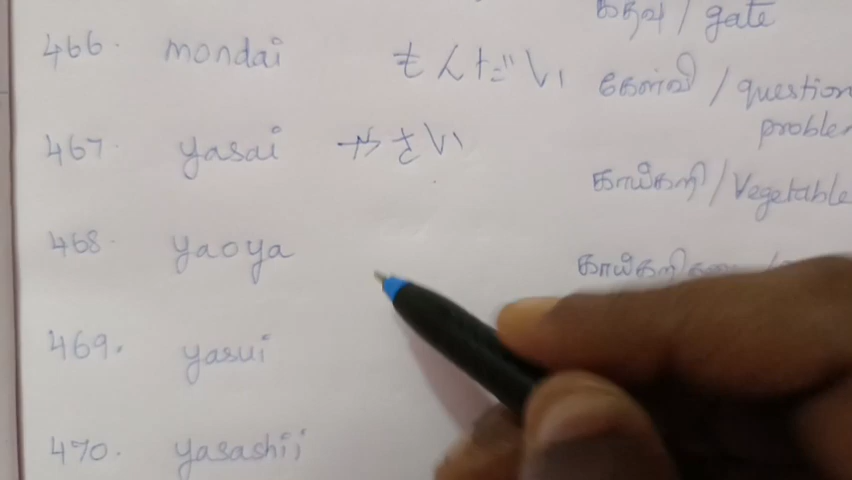 கதவு / gate
466. mondai もんだい கேள்வி / question
problem
467. yasai やさい காய்கறி / Vegetable
468. yaoya
469. yasui
470. yasashii